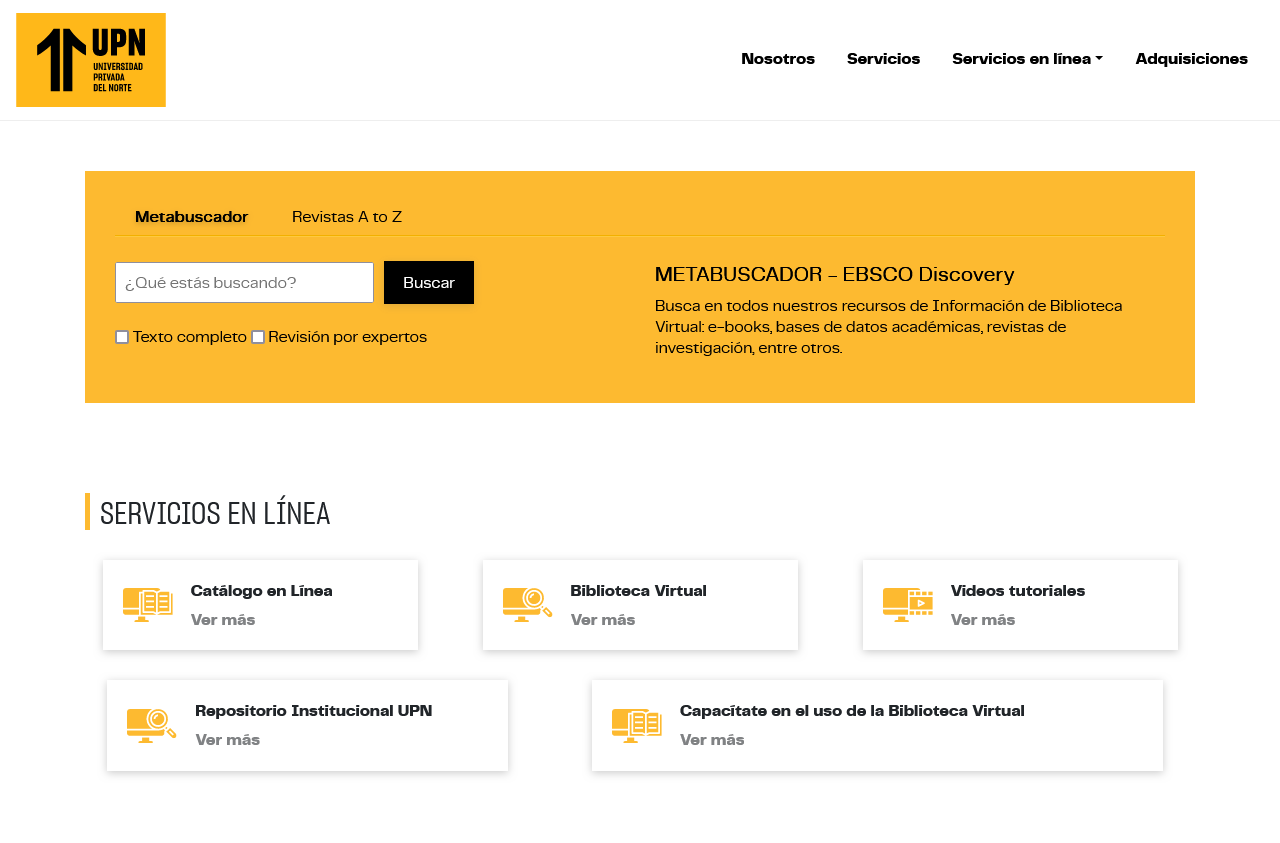 UPN
UNIVERSIDAD
PRIVADA
DEL NORTE
Nosotros
Servicios
Servicios en línea
Adquisiciones
Metabuscador
Revistas A to Z
¿Qué estás buscando?
Buscar
Texto completo
Revisión por expertos
METABUSCADOR - EBSCO Discovery
Busca en todos nuestros recursos de Información de Biblioteca
Virtual: e-books, bases de datos académicas, revistas de
investigación, entre otros.
SERVICIOS EN LÍNEA
Catálogo en Línea
Ver más
Biblioteca Virtual
Ver más
Videos tutoriales
Ver más
Repositorio Institucional UPN
Ver más
Capacítate en el uso de la Biblioteca Virtual
Ver más